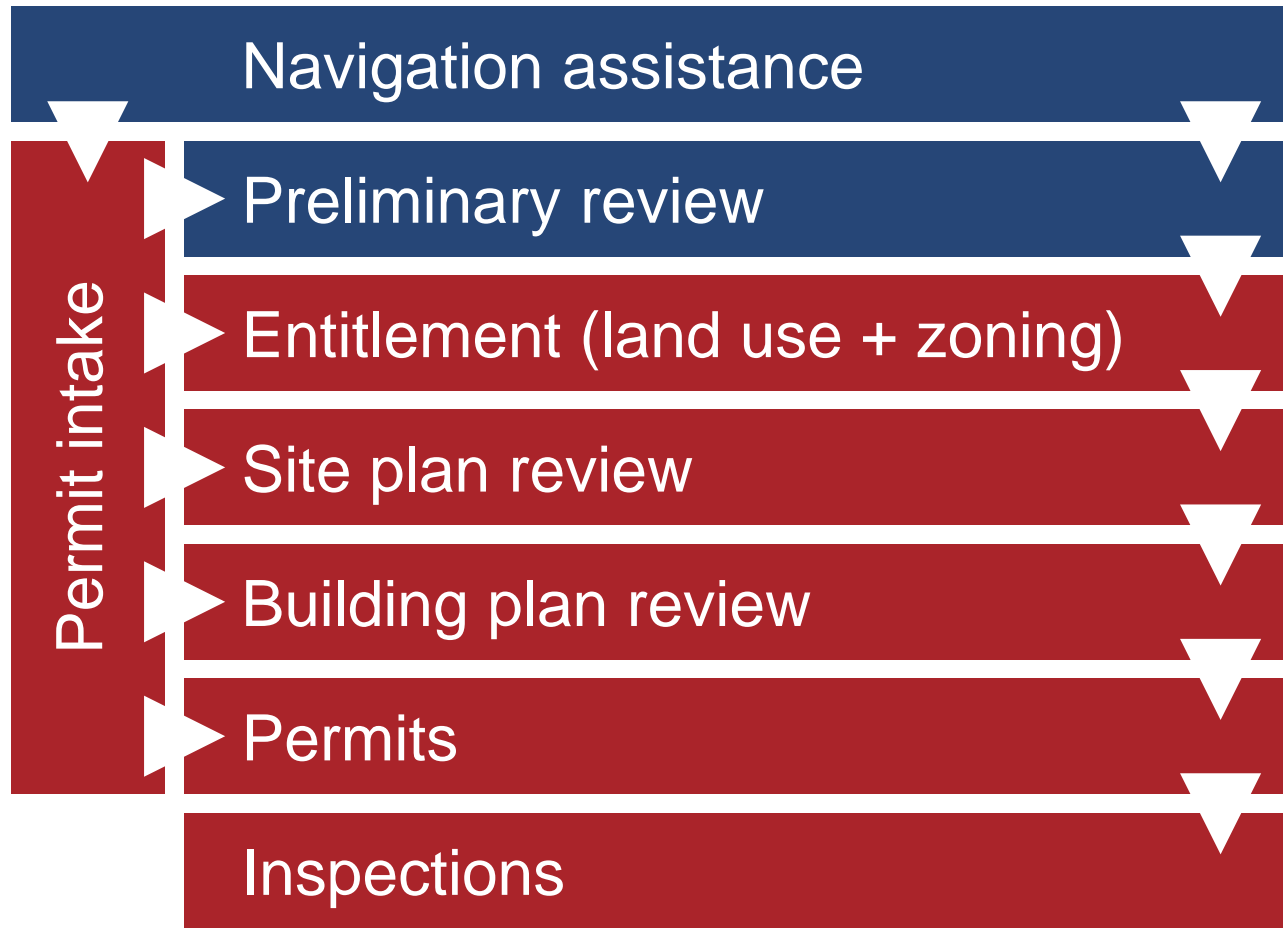 Navigation assistance
Permit intake
Preliminary review
Entitlement (land use + zoning)
Site plan review
Building plan review
Permits
Inspections